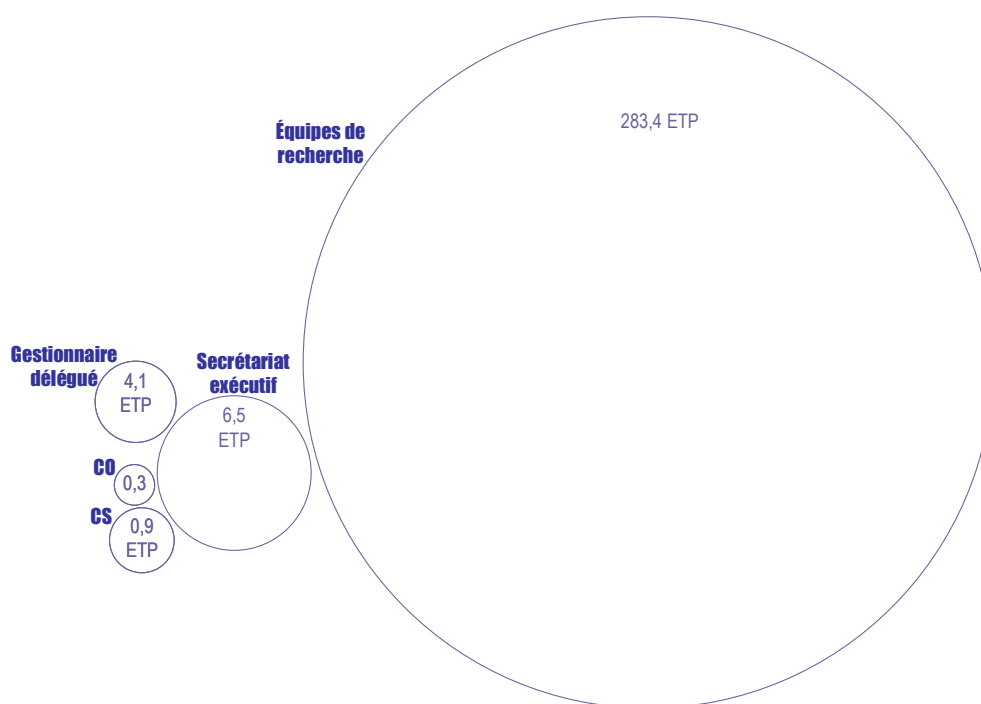 Équipes de
recherche
283,4 ETP
Gestionnaire
délégué
4,1
ETP
Secrétariat
exécutif
6,5
ETP
CO
0,3
CS
0,9
ETP